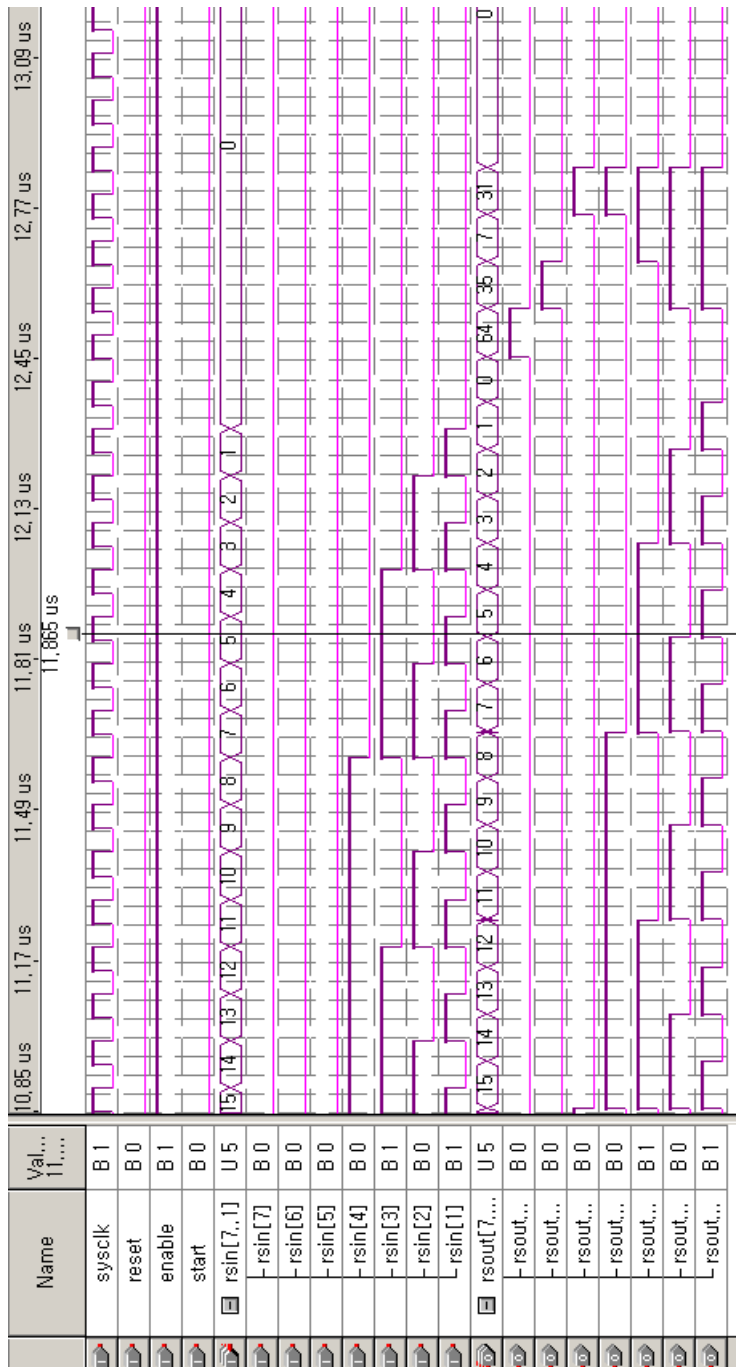 Name Val... 10,85 us 11,17 us 11,49 us 11,81 us 12,13 us 12,45 us 12,77 us 13,09 us
11.... 11,865 us
sysclk B 1
reset B 0
enable B 1
start B 0
rsin[7..1] U 5 15 14 13 12 11 10 9 8 7 6 5 4 3 2 1 0
rsin[7] B 0
rsin[6] B 0
rsin[5] B 0
rsin[4] B 0
rsin[3] B 1
rsin[2] B 0
rsin[1] B 1
rsout[7.... U 5 15 14 13 12 11 10 9 8 7 6 5 4 3 2 1 0 64 35 7 31 0
rsout... B 0
rsout... B 0
rsout... B 0
rsout... B 0
rsout... B 1
rsout... B 0
rsout... B 1